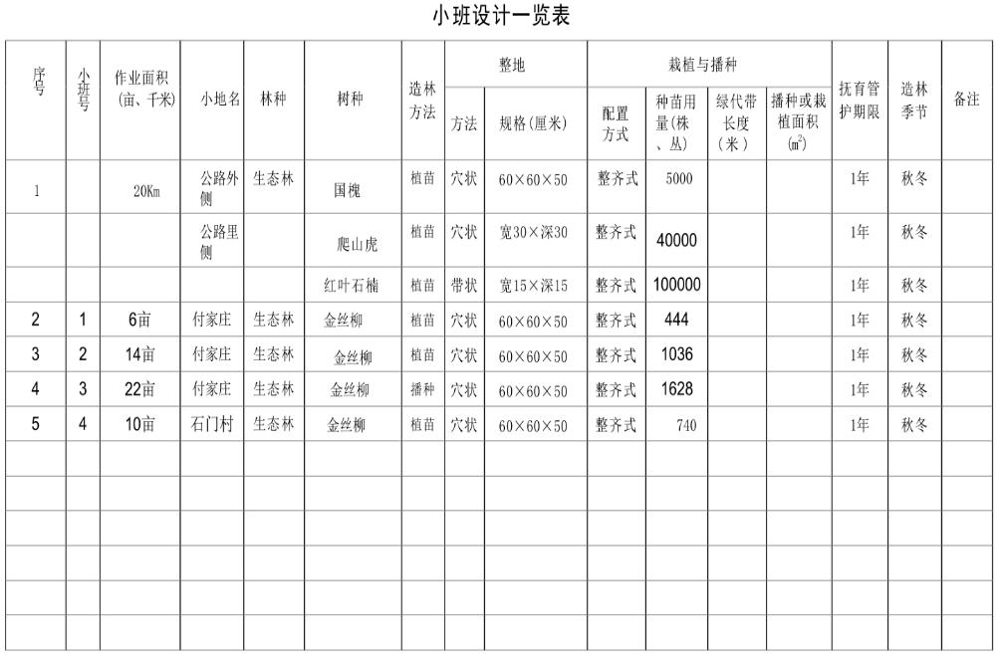 小班设计一览表
序号 小班号 作业面积(亩、千米) 小地名 林种 树种 造林方法 整地 栽植与播种 抚育管护期限 造林季节 备注
方法 规格(厘米) 配置方式 种苗用量(株、丛) 绿代带长度(米) 播种或栽植面积(m²)
1 20Km 公路外侧 生态林 国槐 植苗 穴状 60×60×50 整齐式 5000 1年 秋冬
公路里侧 爬山虎 植苗 穴状 宽30×深30 整齐式 40000 1年 秋冬
红叶石楠 植苗 带状 宽15×深15 整齐式 100000 1年 秋冬
2 1 6亩 付家庄 生态林 金丝柳 植苗 穴状 60×60×50 整齐式 444 1年 秋冬
3 2 14亩 付家庄 生态林 金丝柳 植苗 穴状 60×60×50 整齐式 1036 1年 秋冬
4 3 22亩 付家庄 生态林 金丝柳 播种 穴状 60×60×50 整齐式 1628 1年 秋冬
5 4 10亩 石门村 生态林 金丝柳 植苗 穴状 60×60×50 整齐式 740 1年 秋冬